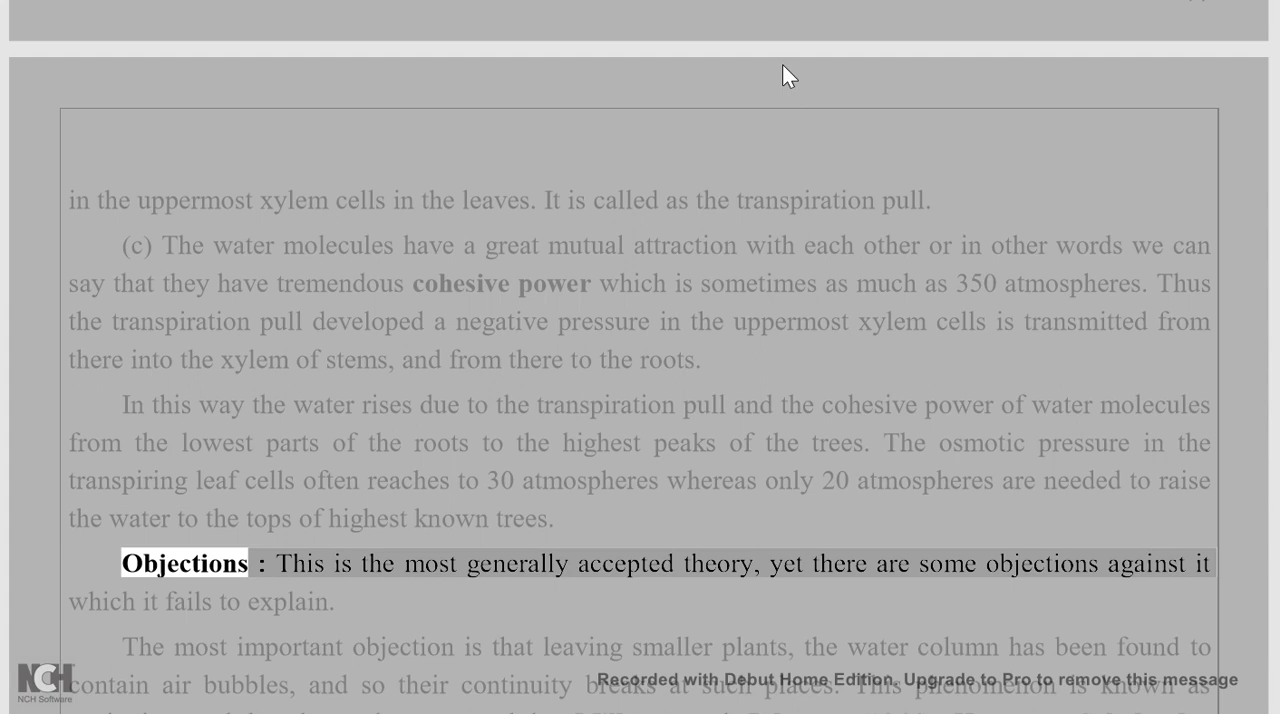 in the uppermost xylem cells in the leaves. It is called as the transpiration pull.
(c) The water molecules have a great mutual attraction with each other or in other words we can
say that they have tremendous cohesive power which is sometimes as much as 350 atmospheres. Thus
the transpiration pull developed a negative pressure in the uppermost xylem cells is transmitted from
there into the xylem of stems, and from there to the roots.
In this way the water rises due to the transpiration pull and the cohesive power of water molecules
from the lowest parts of the roots to the highest peaks of the trees. The osmotic pressure in the
transpiring leaf cells often reaches to 30 atmospheres whereas only 20 atmospheres are needed to raise
the water to the tops of highest known trees.
Objections : This is the most generally accepted theory, yet there are some objections against it
which it fails to explain.
The most important objection is that leaving smaller plants, the water column has been found to
contain air bubbles, and so their continuity breaks at such places. This phenomenon is known as
NCH
NCH Software
Recorded with Debut Home Edition. Upgrade to Pro to remove this message